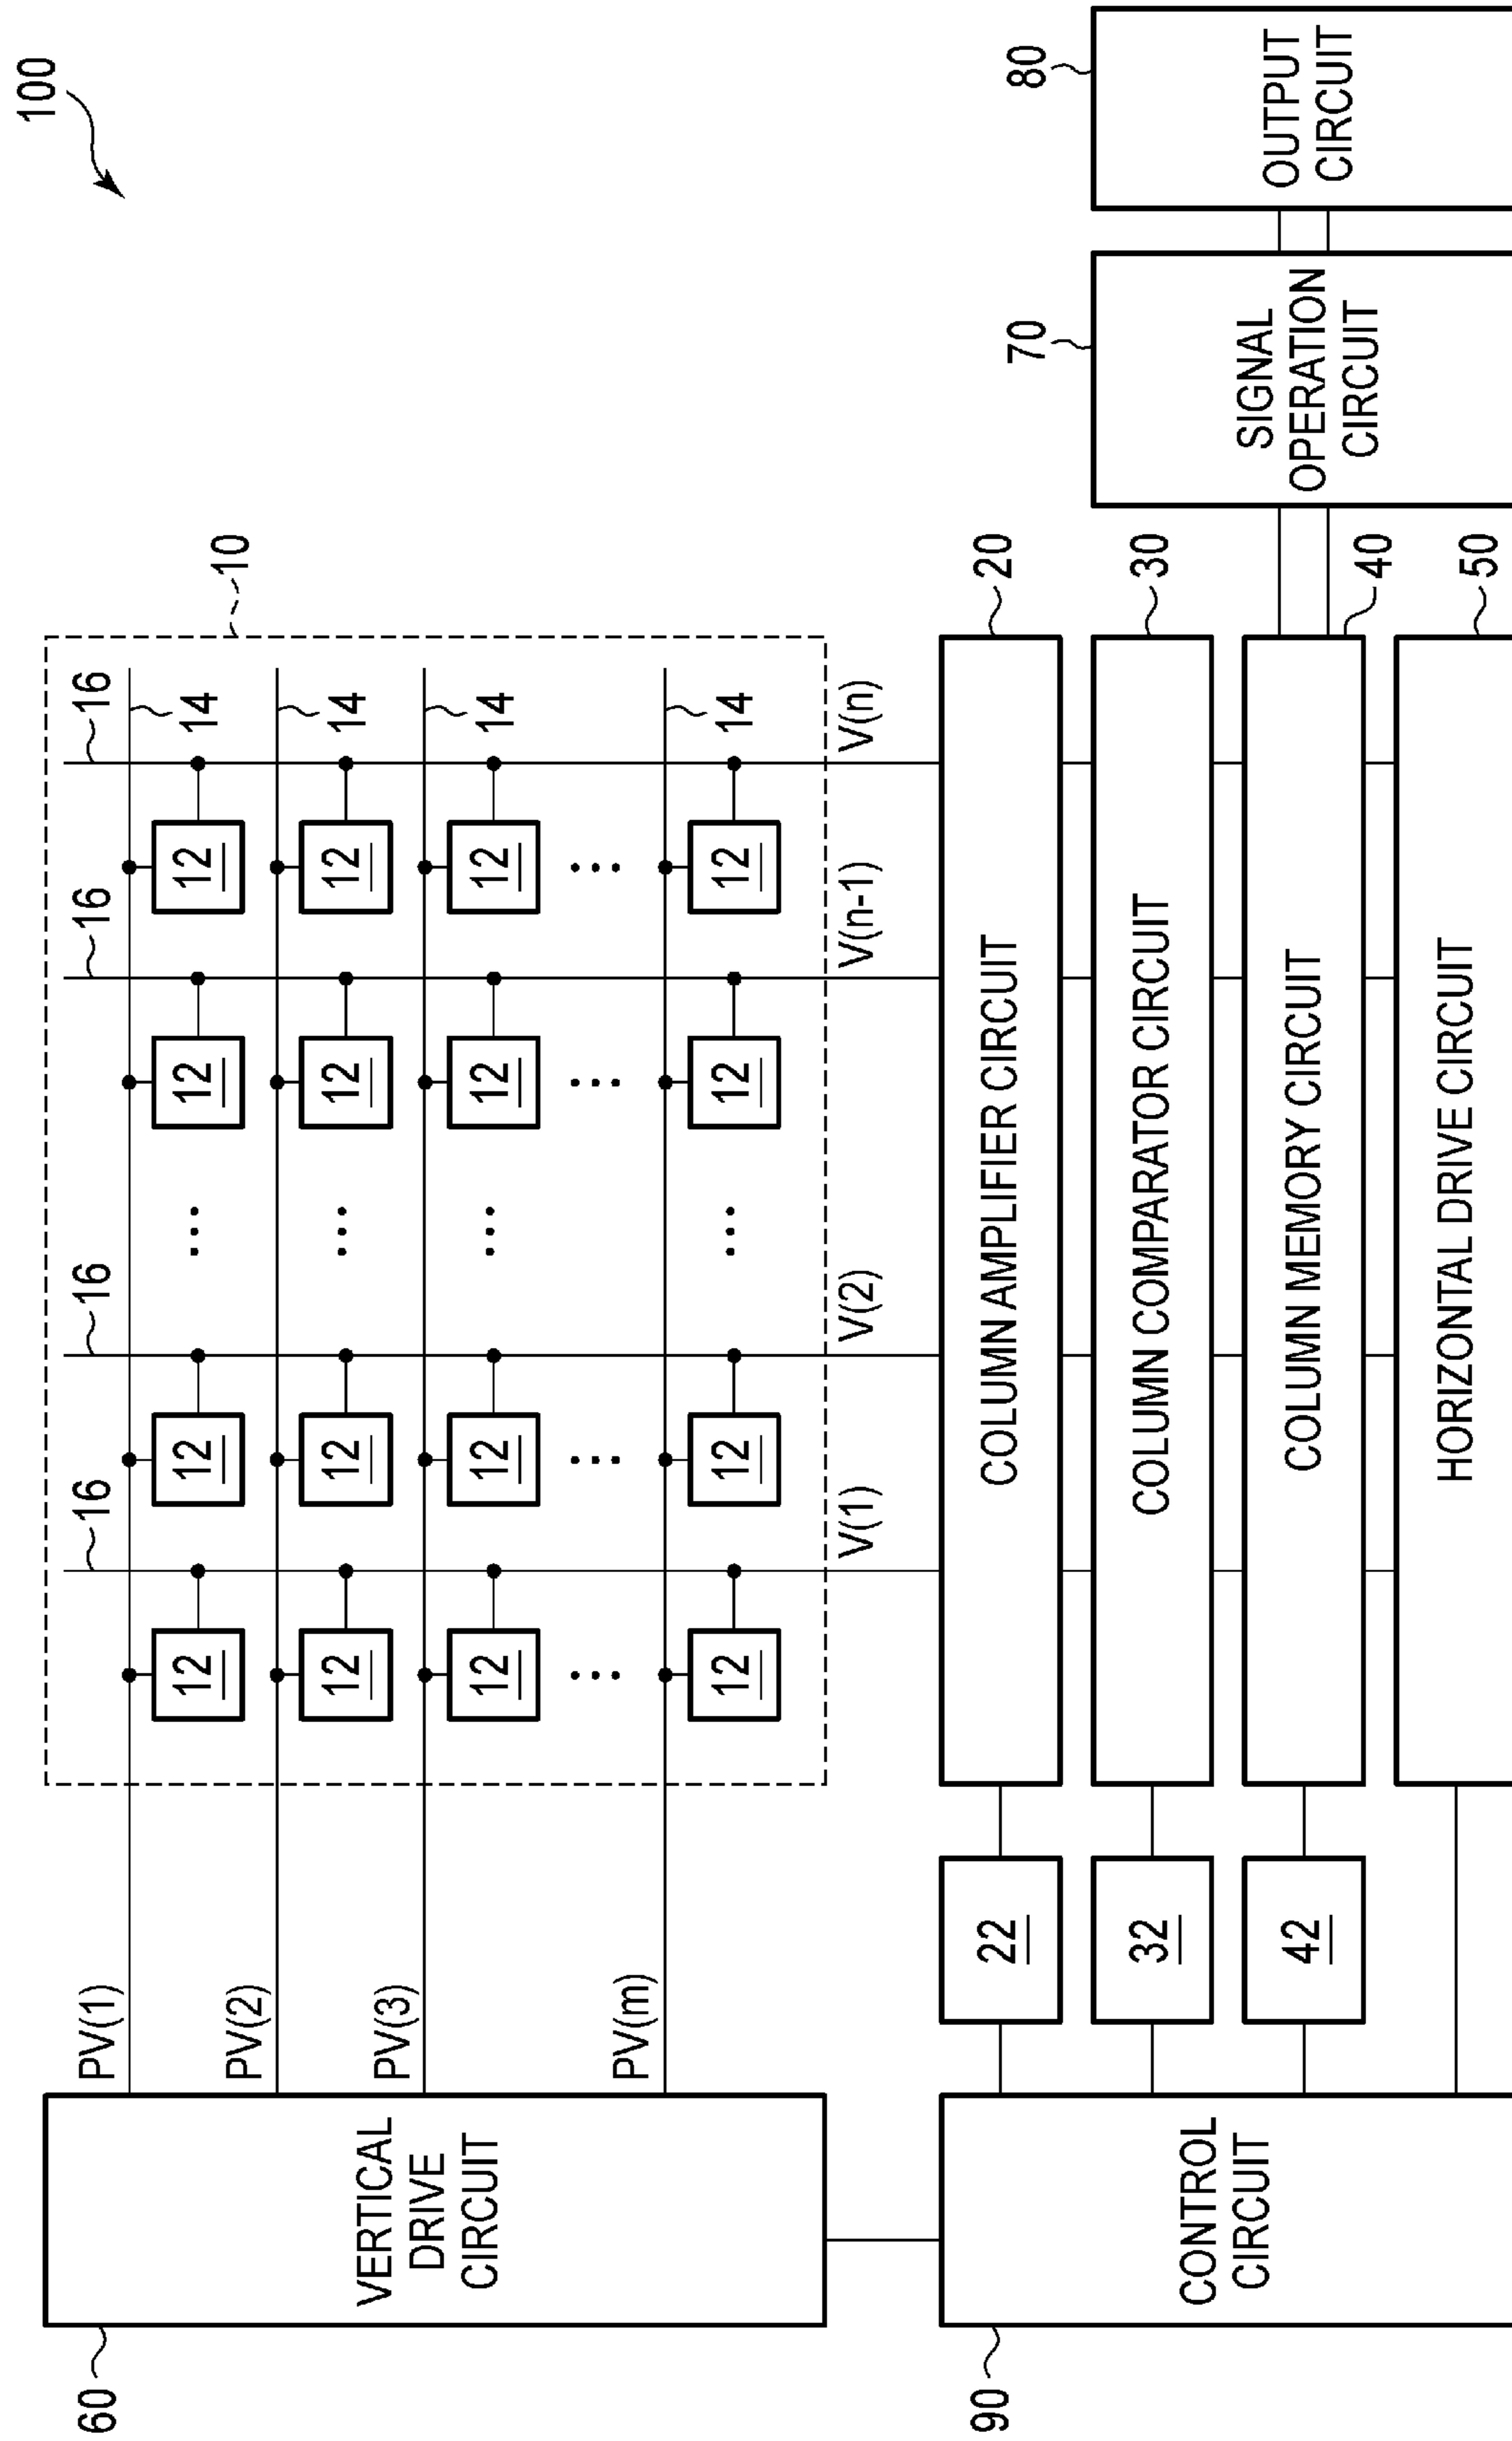 100
10
16
16
16
16
60
PV(1)
12
12
12
12
14
PV(2)
12
12
12
12
14
PV(3)
12
12
12
12
14
PV(m)
12
12
12
12
14
VERTICAL
DRIVE
CIRCUIT
V(1)
V(2)
V(n-1)
V(n)
90
CONTROL
CIRCUIT
22
COLUMN AMPLIFIER CIRCUIT
20
32
COLUMN COMPARATOR CIRCUIT
30
42
COLUMN MEMORY CIRCUIT
40
HORIZONTAL DRIVE CIRCUIT
50
70
SIGNAL
OPERATION
CIRCUIT
80
OUTPUT
CIRCUIT